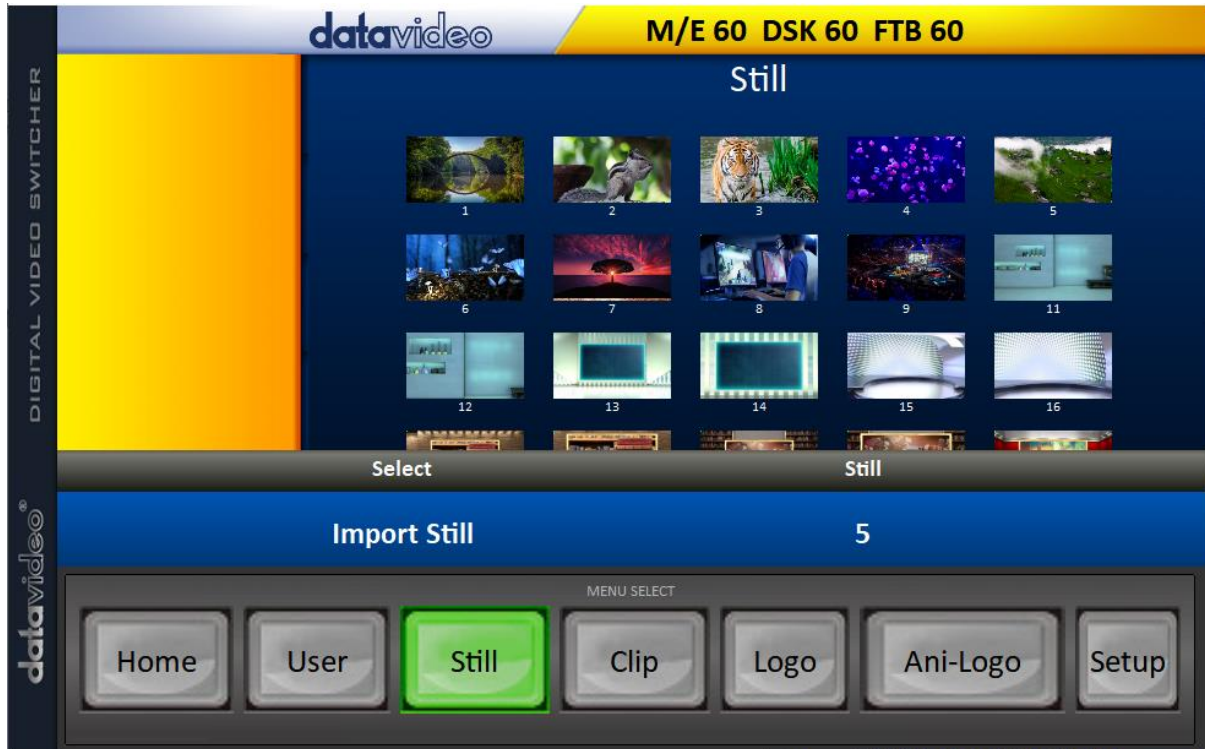 datavideo
M/E 60 DSK 60 FTB 60
DIGITAL VIDEO SWITCHER
datavideo®
Still
1 2 3 4 5
6 7 8 9 11
12 13 14 15 16
Select Still
Import Still 5
MENU SELECT
Home User Still Clip Logo Ani-Logo Setup